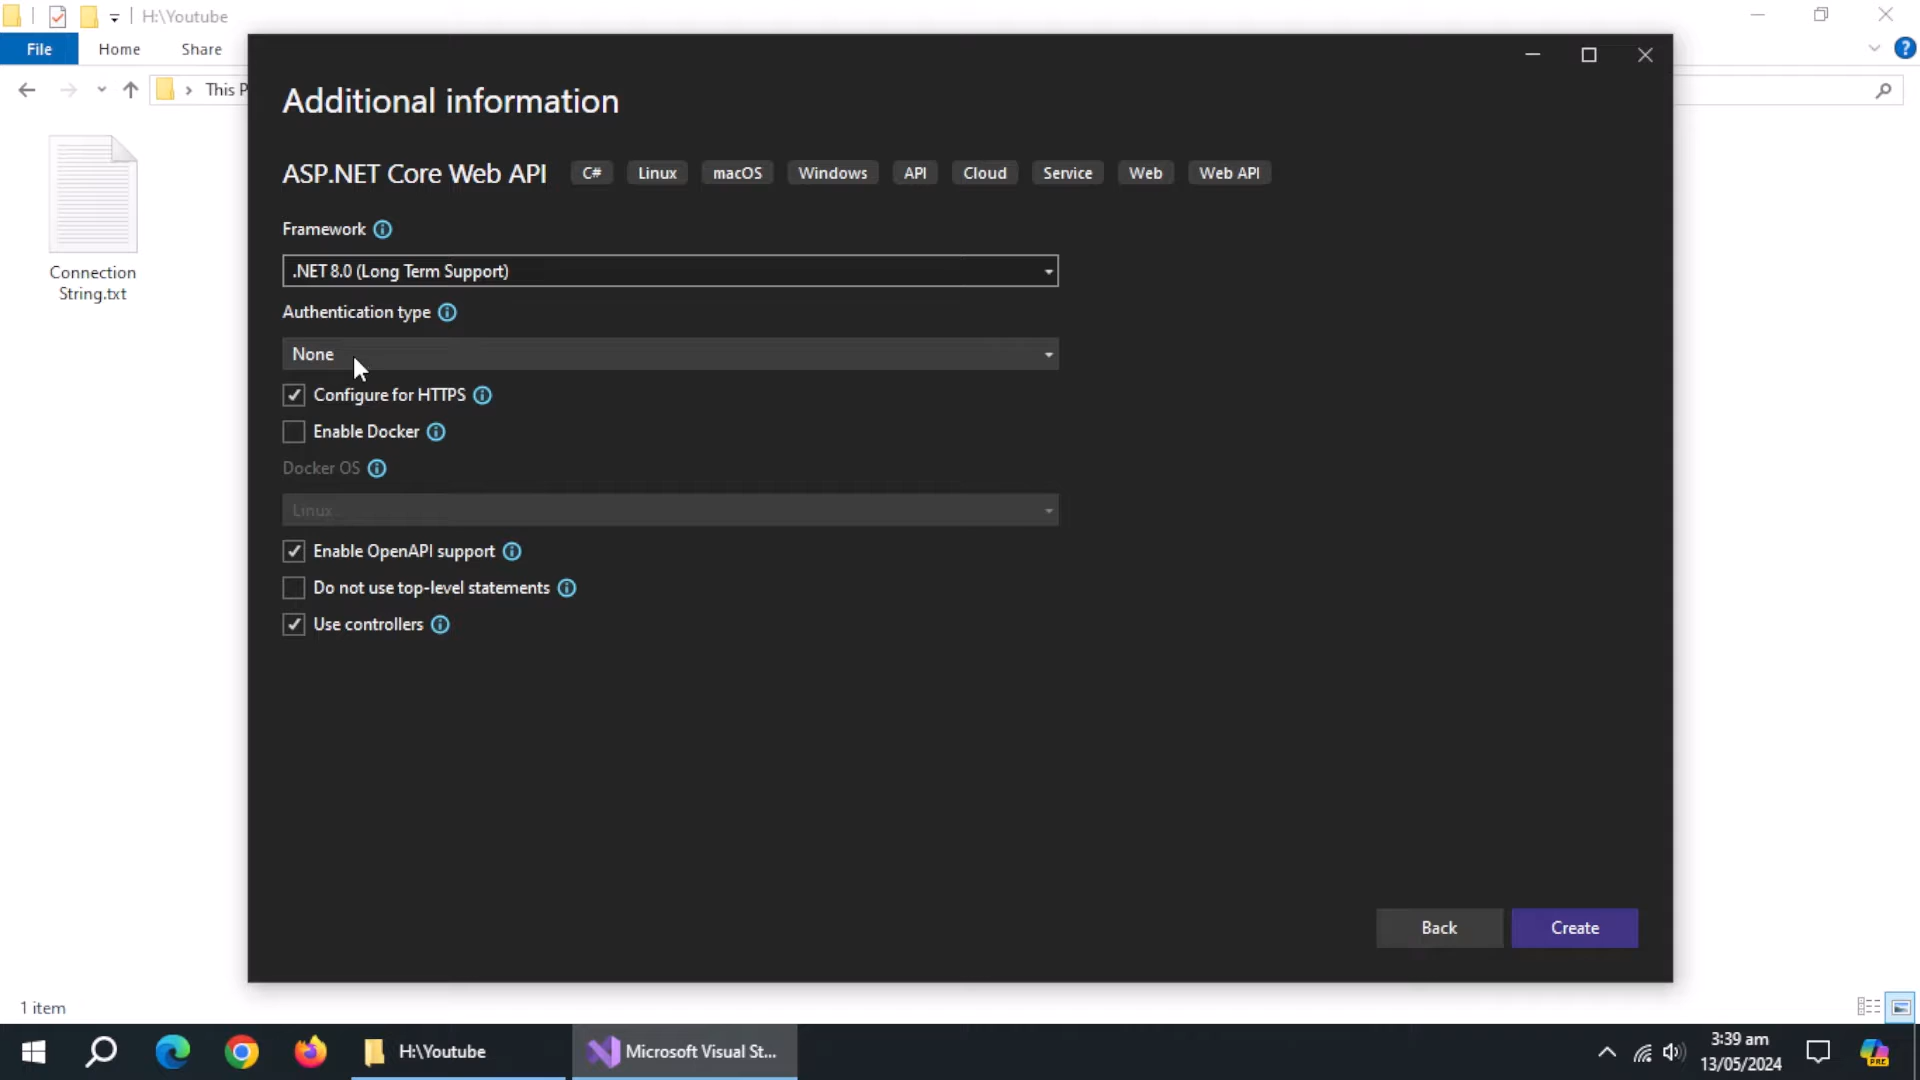 H:\Youtube
File
Home
Share
This P
Connection
String.txt
Additional information
ASP.NET Core Web API
C#
Linux
macOS
Windows
API
Cloud
Service
Web
Web API
Framework
.NET 8.0 (Long Term Support)
Authentication type
None
Configure for HTTPS
Enable Docker
Docker OS
Linux
Enable OpenAPI support
Do not use top-level statements
Use controllers
Back
Create
1 item
H:\Youtube
Microsoft Visual St...
3:39 am
13/05/2024
PRE